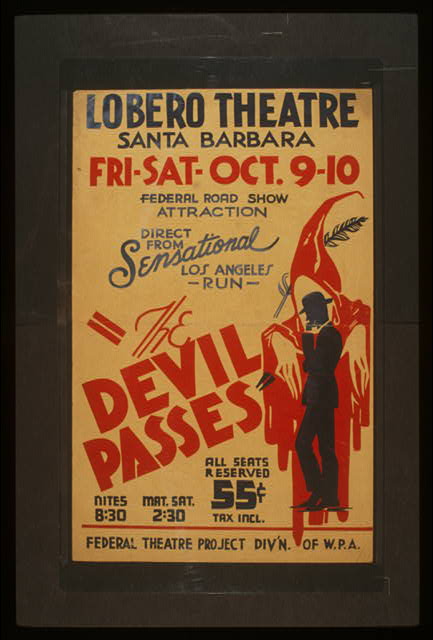 LOBERO THEATRE
SANTA BARBARA
FRI-SAT-OCT. 9-10
FEDERAL ROAD SHOW
ATTRACTION
DIRECT
FROM
Sensational
LOS ANGELES
-RUN-
"The
DEVIL
PASSES"
ALL SEATS
RESERVED
55¢
TAX INCL.
NITES
8:30
MAT. SAT.
2:30
FEDERAL THEATRE PROJECT DIV'N. OF W.P.A.